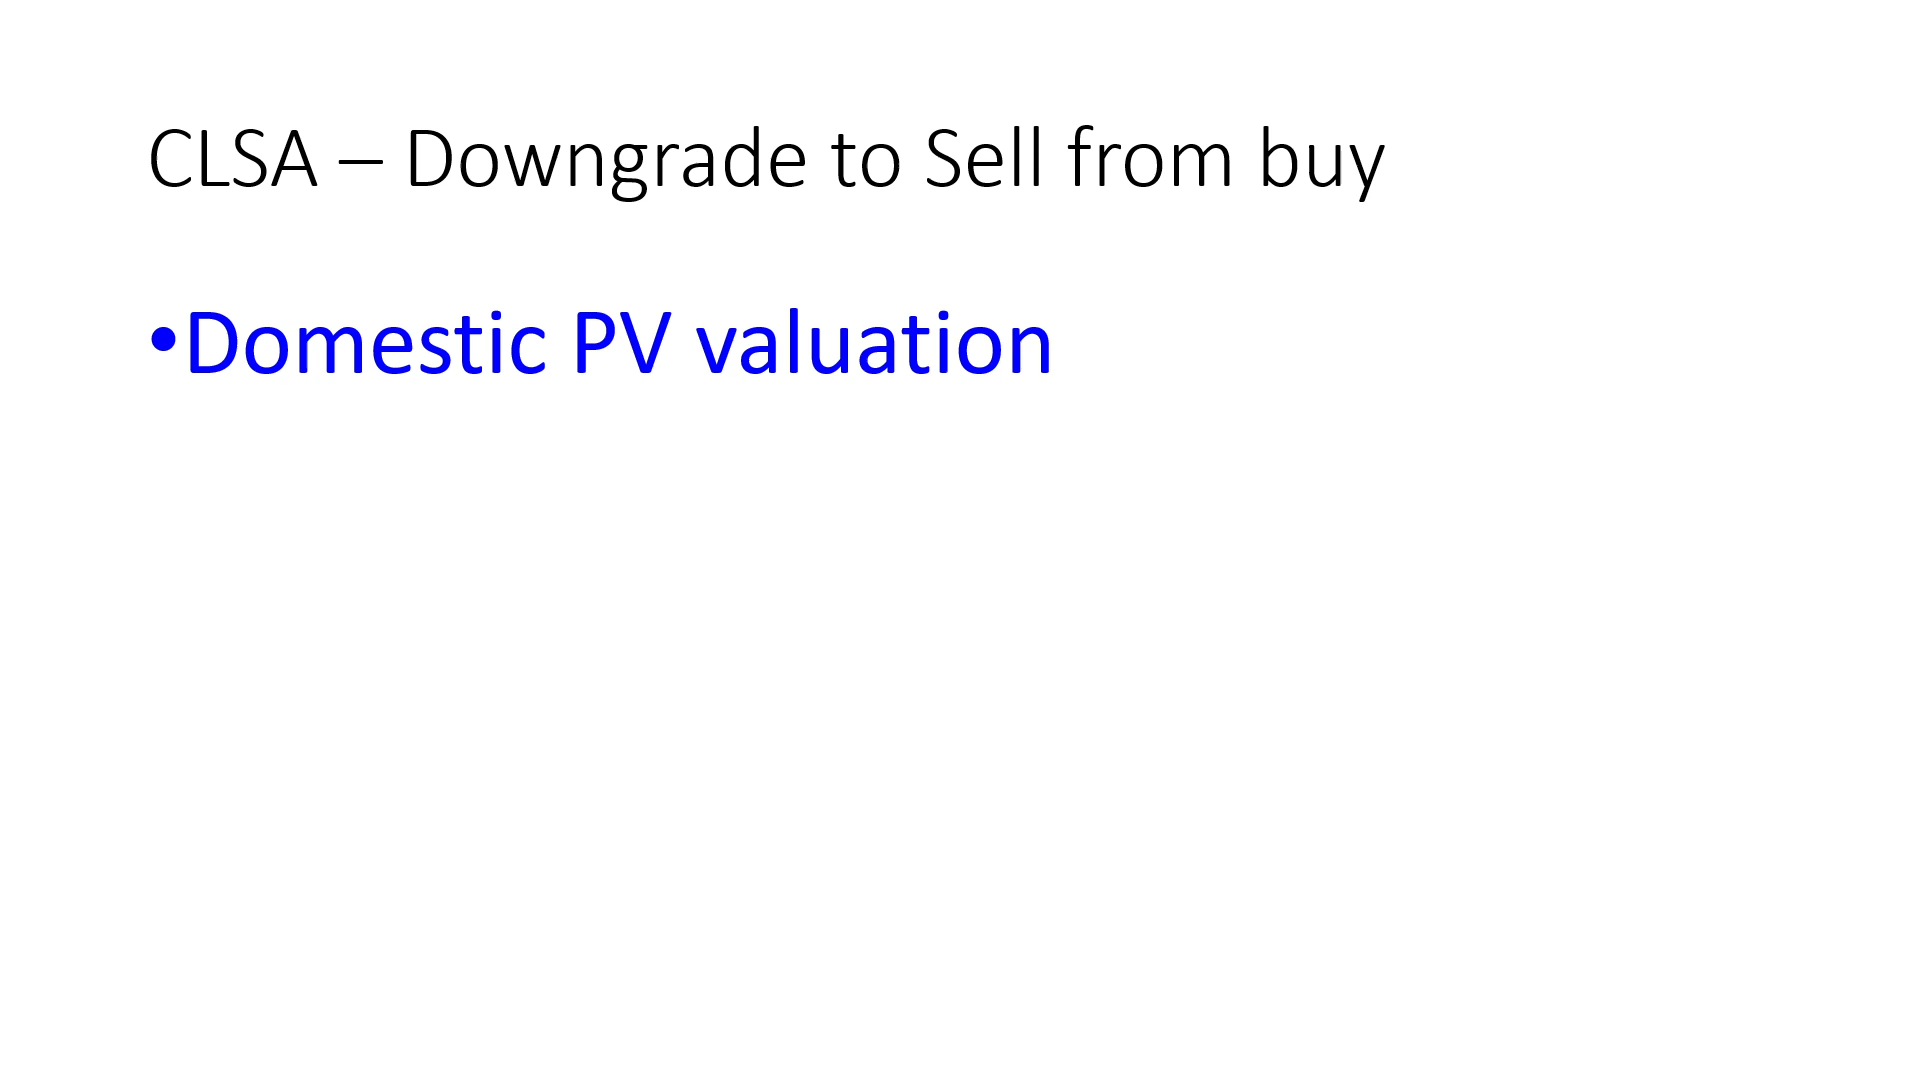 CLSA – Downgrade to Sell from buy
•Domestic PV valuation